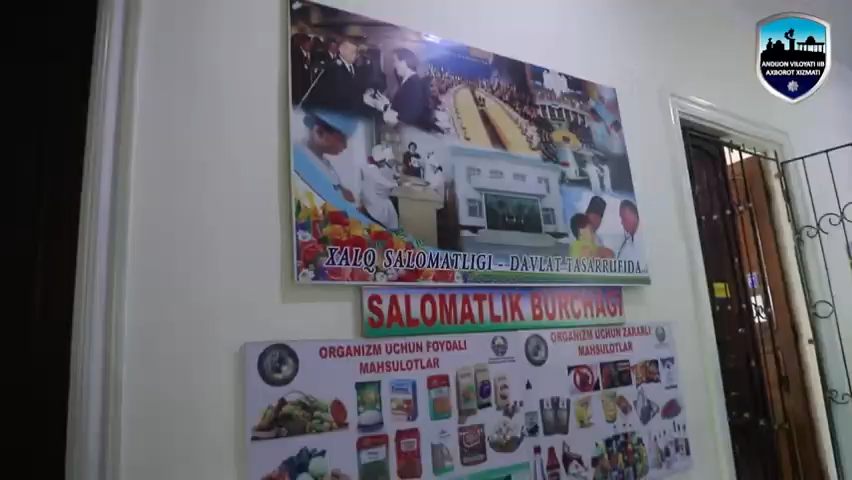 ANDIJON VILOYATI IIB
AXBOROT XIZMATI
XALQ SALOMATLIGI - DAVLAT TASARRUFIDA
SALOMATLIK BURCHAGI
ORGANIZM UCHUN FOYDALI
MAHSULOTLAR
ORGANIZM UCHUN ZARARLI
MAHSULOTLAR